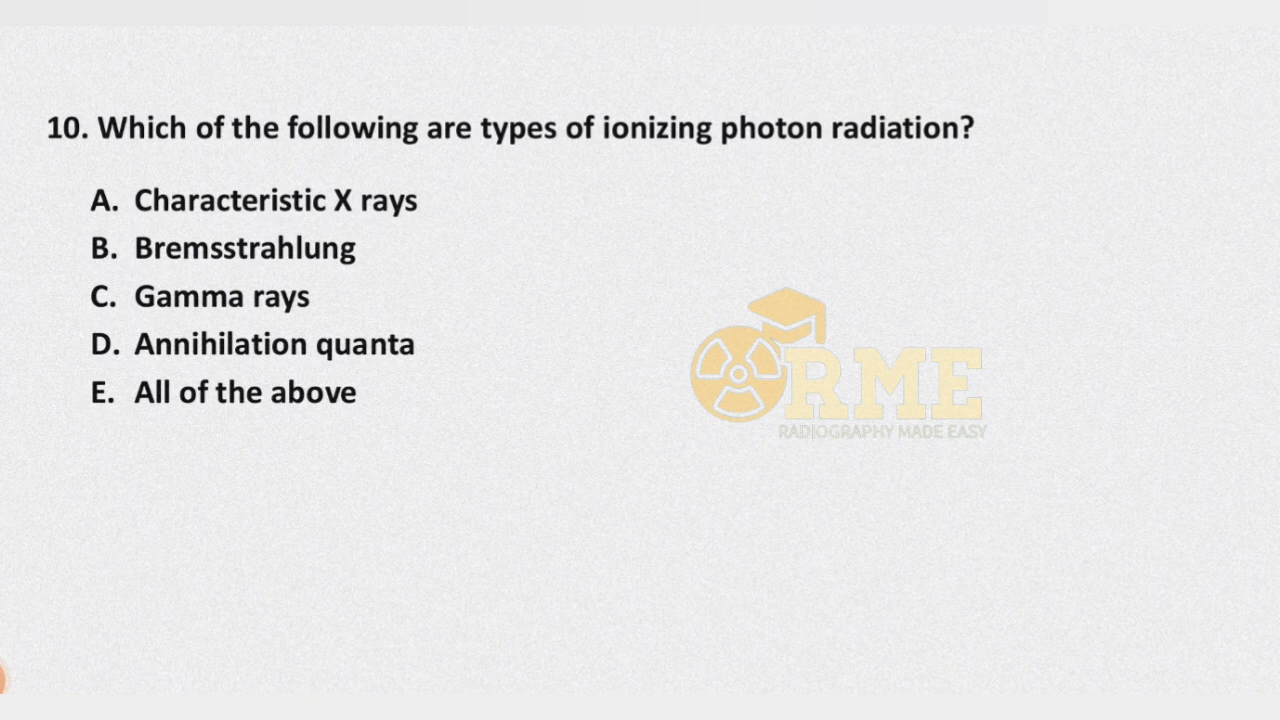 10. Which of the following are types of ionizing photon radiation?
A. Characteristic X rays
B. Bremsstrahlung
C. Gamma rays
D. Annihilation quanta
E. All of the above
RME
RADIOGRAPHY MADE EASY